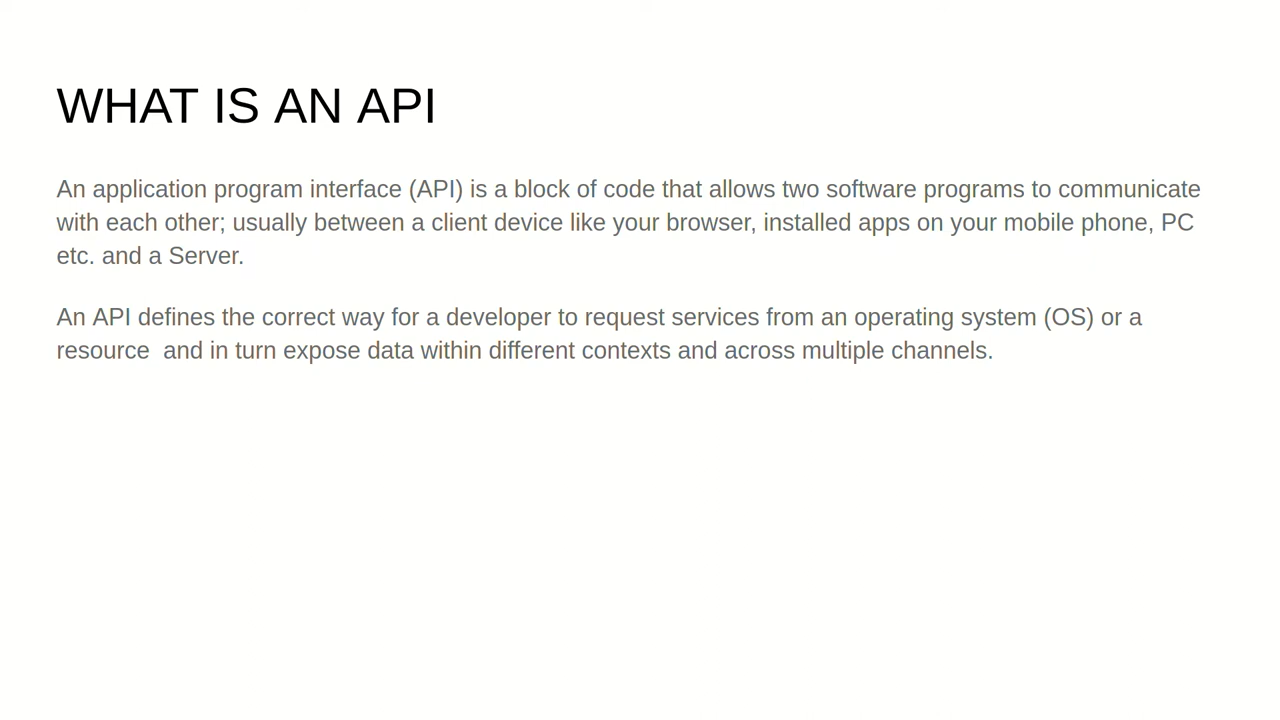 WHAT IS AN API
An application program interface (API) is a block of code that allows two software programs to communicate
with each other; usually between a client device like your browser, installed apps on your mobile phone, PC
etc. and a Server.
An API defines the correct way for a developer to request services from an operating system (OS) or a
resource  and in turn expose data within different contexts and across multiple channels.